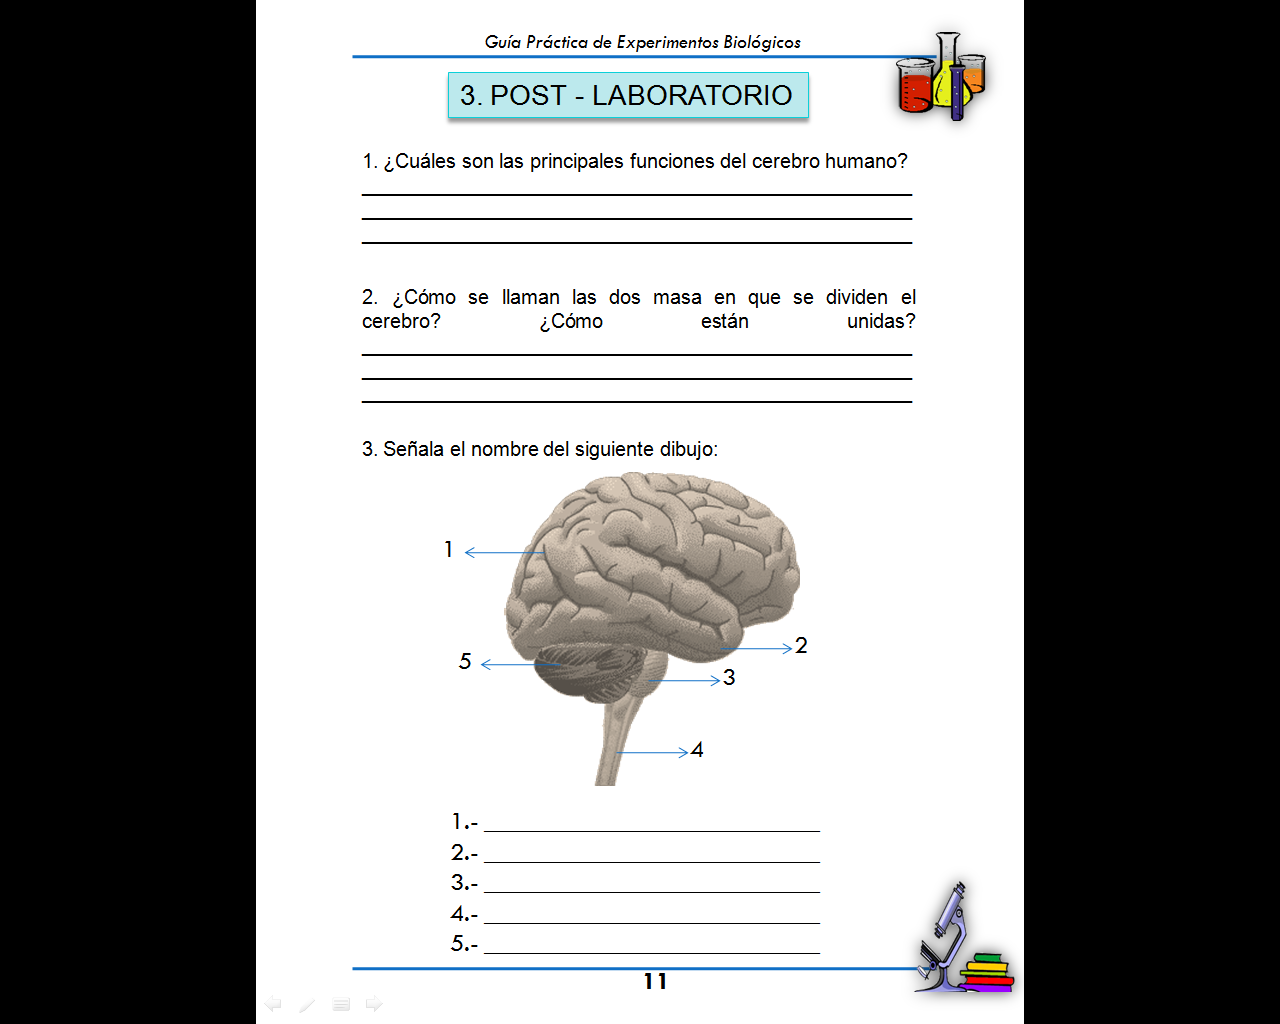 Guía Práctica de Experimentos Biológicos
3. POST - LABORATORIO
1. ¿Cuáles son las principales funciones del cerebro humano?
2. ¿Cómo se llaman las dos masa en que se dividen el
cerebro? ¿Cómo están unidas?
3. Señala el nombre del siguiente dibujo:
1
2
5
3
4
1.-
2.-
3.-
4.-
5.-
11